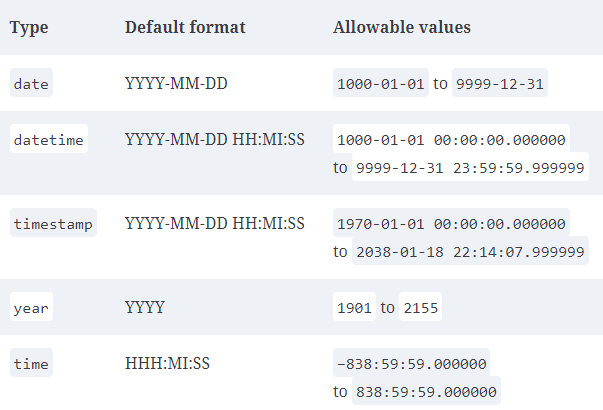 Type Default format Allowable values
date YYYY-MM-DD 1000-01-01 to 9999-12-31
datetime YYYY-MM-DD HH:MI:SS 1000-01-01 00:00:00.000000
to 9999-12-31 23:59:59.999999
timestamp YYYY-MM-DD HH:MI:SS 1970-01-01 00:00:00.000000
to 2038-01-18 22:14:07.999999
year YYYY 1901 to 2155
time HHH:MI:SS −838:59:59.000000
to 838:59:59.000000